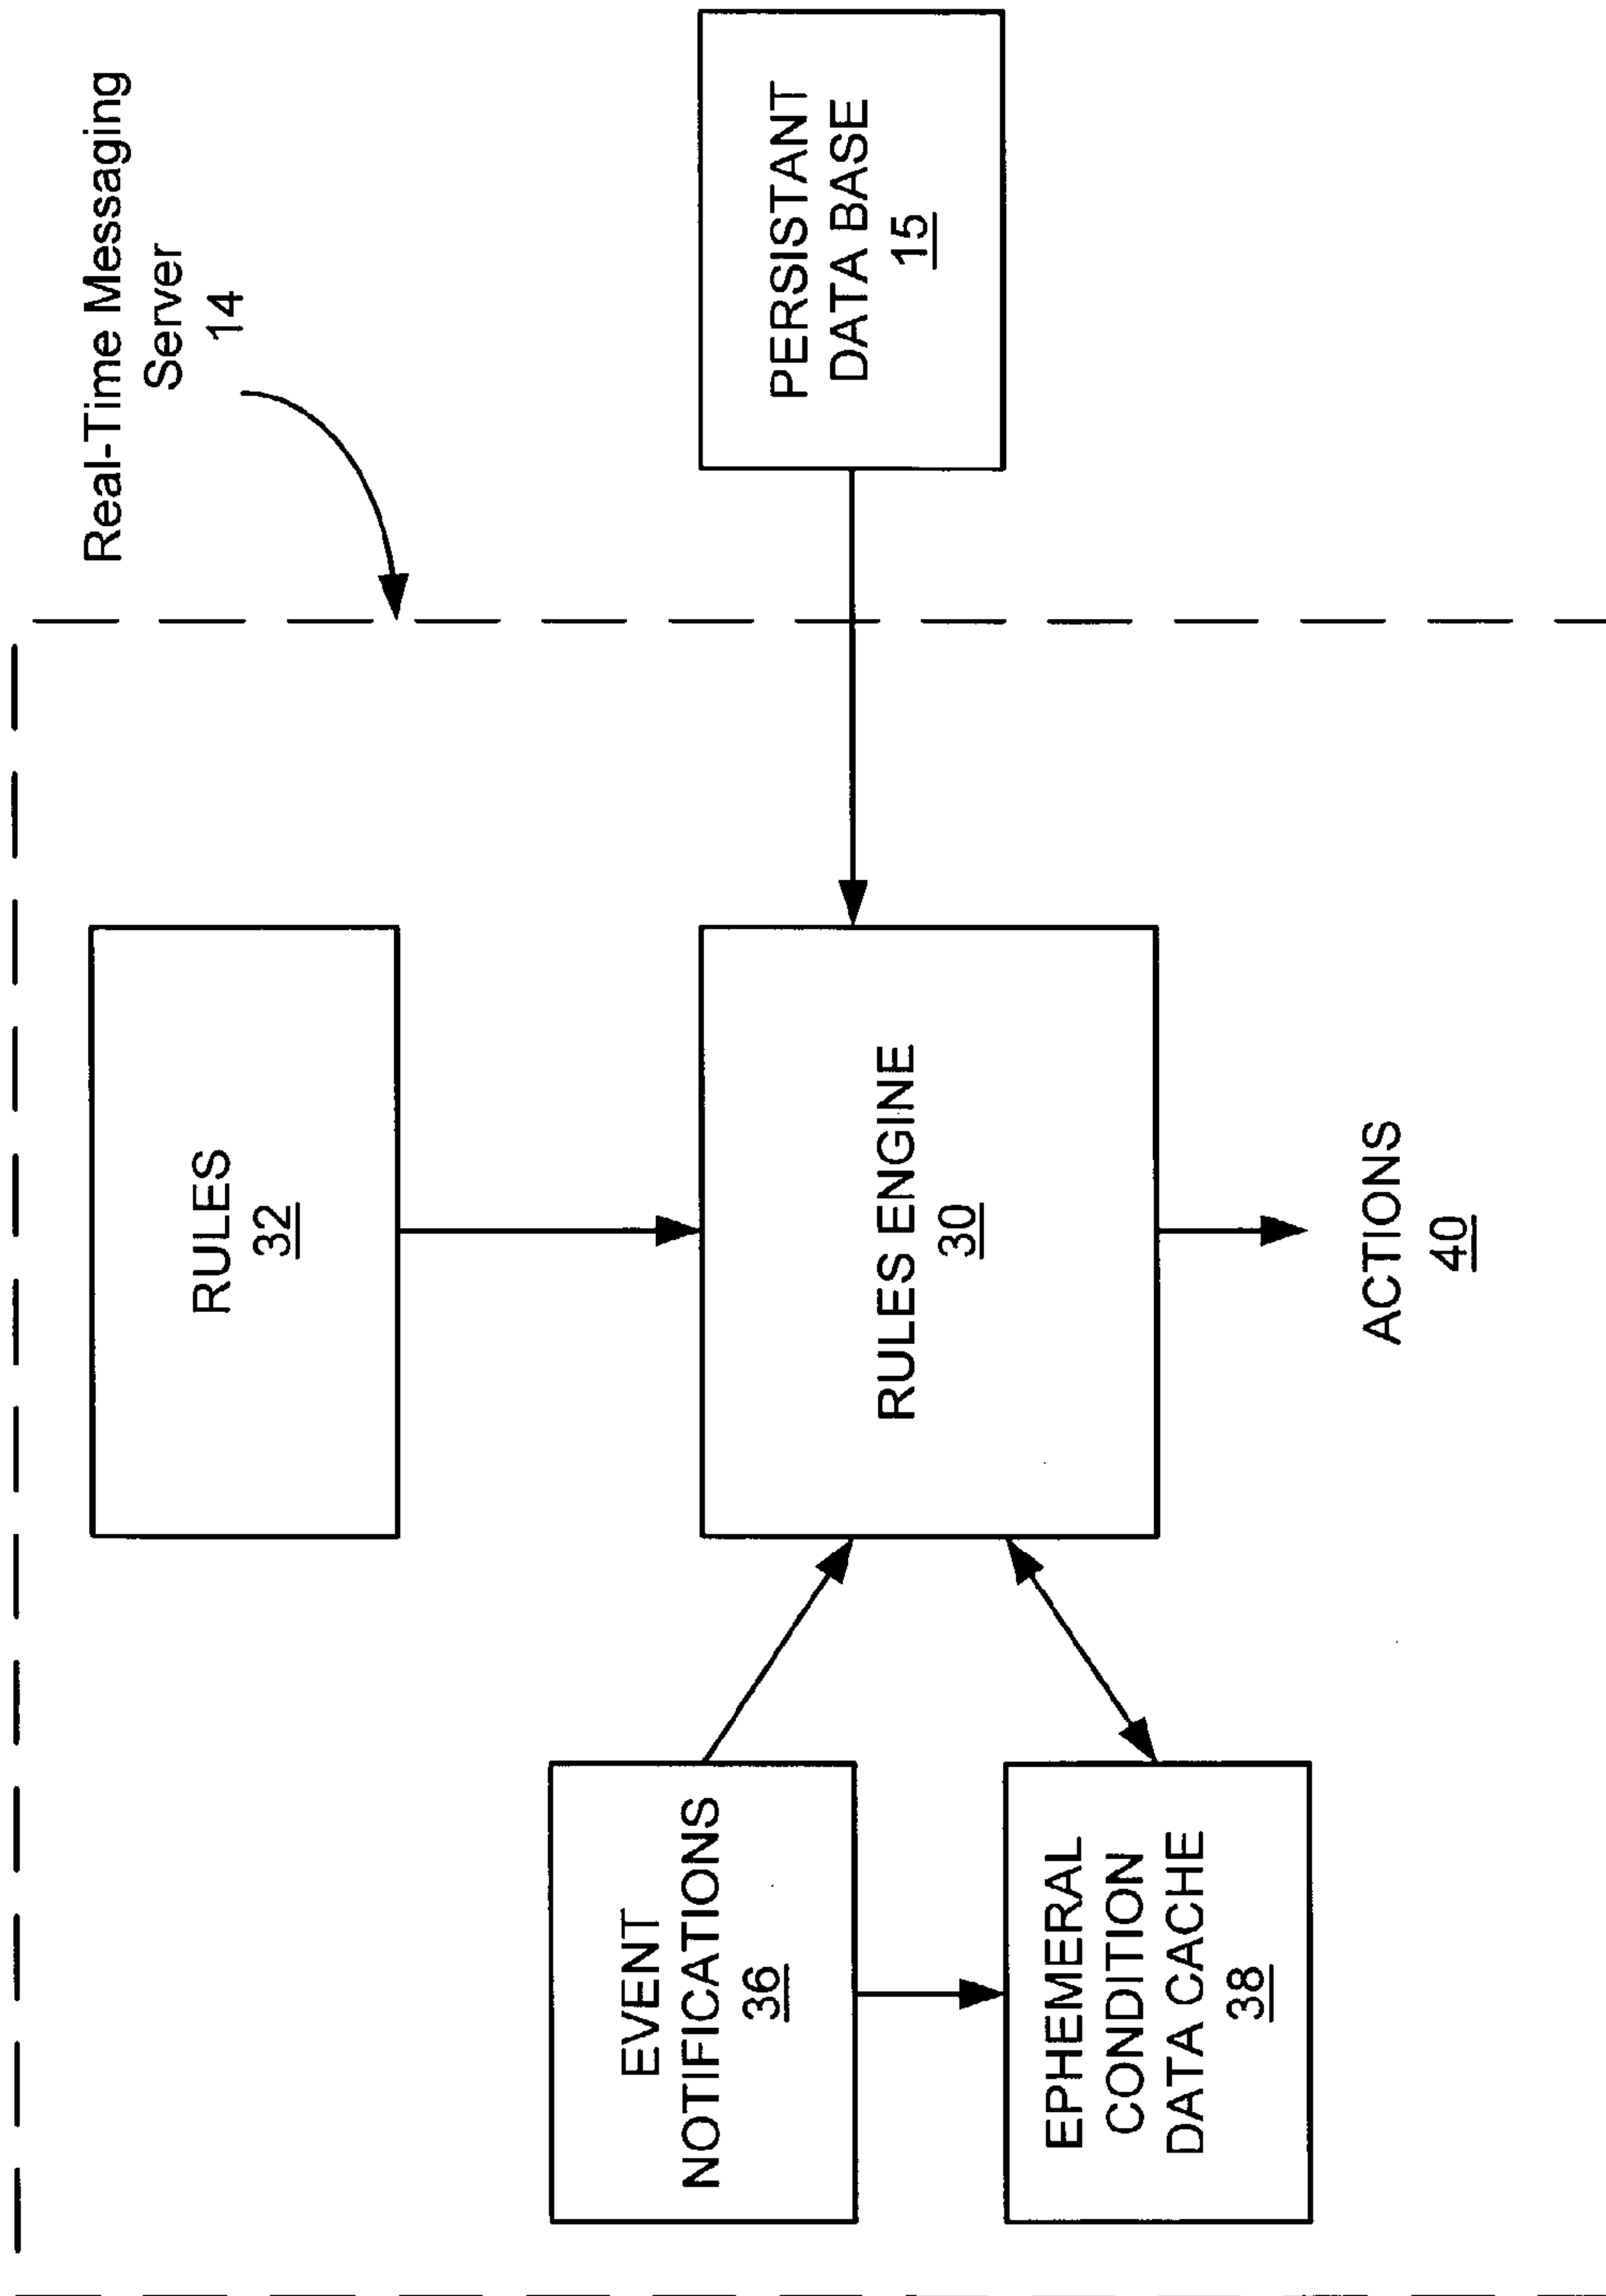 Real-Time Messaging
Server
14
RULES
32
PERSISTANT
DATA BASE
15
EVENT
NOTIFICATIONS
36
RULES ENGINE
30
EPHEMERAL
CONDITION
DATA CACHE
38
ACTIONS
40